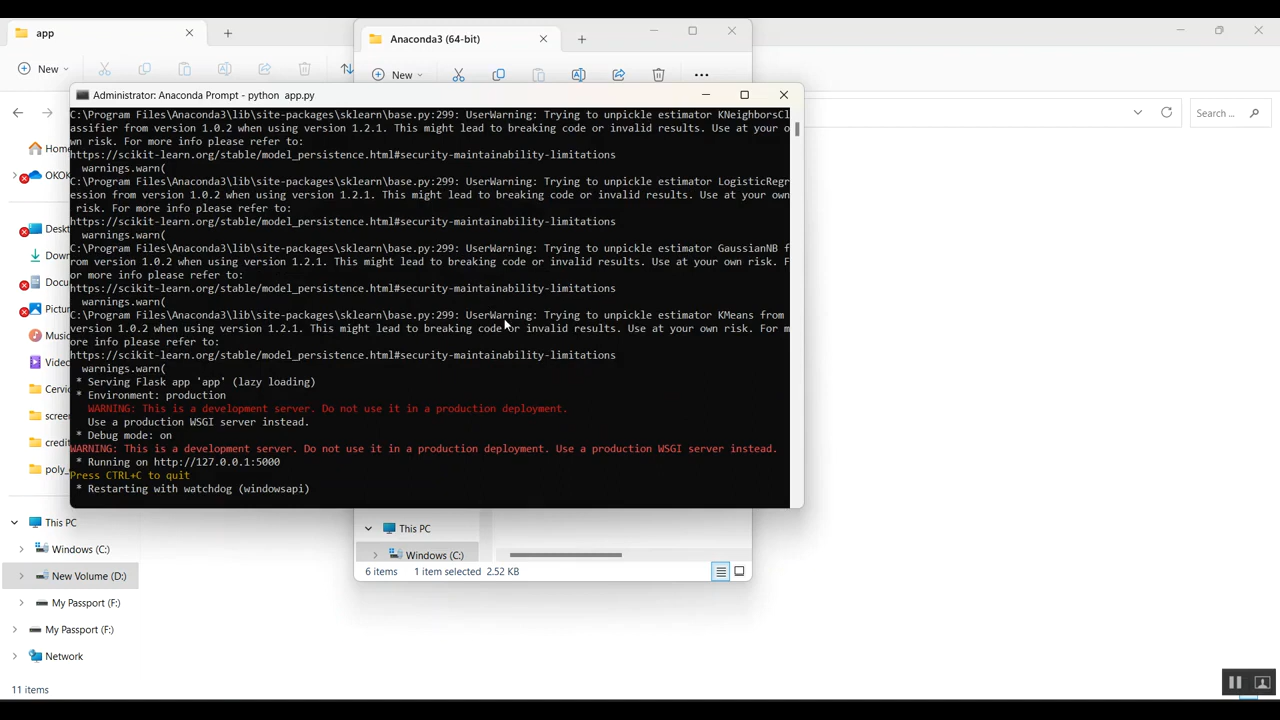 app
Anaconda3 (64-bit)
New
New
Search ...
Administrator: Anaconda Prompt - python  app.py
C:\Program Files\Anaconda3\lib\site-packages\sklearn\base.py:299: UserWarning: Trying to unpickle estimator KNeighborsCl
assifier from version 1.0.2 when using version 1.2.1. This might lead to breaking code or invalid results. Use at your o
wn risk. For more info please refer to:
https://scikit-learn.org/stable/model_persistence.html#security-maintainability-limitations
warnings.warn(
C:\Program Files\Anaconda3\lib\site-packages\sklearn\base.py:299: UserWarning: Trying to unpickle estimator LogisticRegr
ession from version 1.0.2 when using version 1.2.1. This might lead to breaking code or invalid results. Use at your own
risk. For more info please refer to:
https://scikit-learn.org/stable/model_persistence.html#security-maintainability-limitations
warnings.warn(
C:\Program Files\Anaconda3\lib\site-packages\sklearn\base.py:299: UserWarning: Trying to unpickle estimator GaussianNB f
rom version 1.0.2 when using version 1.2.1. This might lead to breaking code or invalid results. Use at your own risk. F
or more info please refer to:
https://scikit-learn.org/stable/model_persistence.html#security-maintainability-limitations
warnings.warn(
C:\Program Files\Anaconda3\lib\site-packages\sklearn\base.py:299: UserWarning: Trying to unpickle estimator KMeans from
version 1.0.2 when using version 1.2.1. This might lead to breaking code or invalid results. Use at your own risk. For m
ore info please refer to:
https://scikit-learn.org/stable/model_persistence.html#security-maintainability-limitations
warnings.warn(
* Serving Flask app 'app' (lazy loading)
* Environment: production
WARNING: This is a development server. Do not use it in a production deployment.
Use a production WSGI server instead.
* Debug mode: on
WARNING: This is a development server. Do not use it in a production deployment. Use a production WSGI server instead.
* Running on http://127.0.0.1:5000
Press CTRL+C to quit
* Restarting with watchdog (windowsapi)
Home
OKOK
Deskt
Down
Docu
Pictur
Music
Video
Cervic
screer
credit
poly_
This PC
Windows (C:)
New Volume (D:)
My Passport (F:)
My Passport (F:)
Network
11 items
This PC
Windows (C:)
6 items
1 item selected  2.52 KB